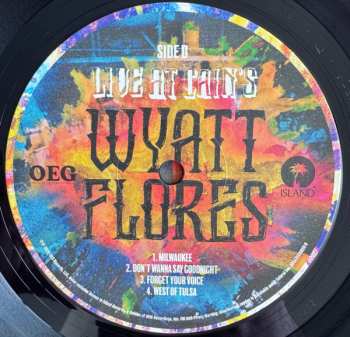 SIDE D
LIVE AT CAIN'S
WYATT
FLORES
OEG
ISLAND
1. MILWAUKEE
2. DON'T WANNA SAY GOODNIGHT
3. FORGET YOUR VOICE
4. WEST OF TULSA